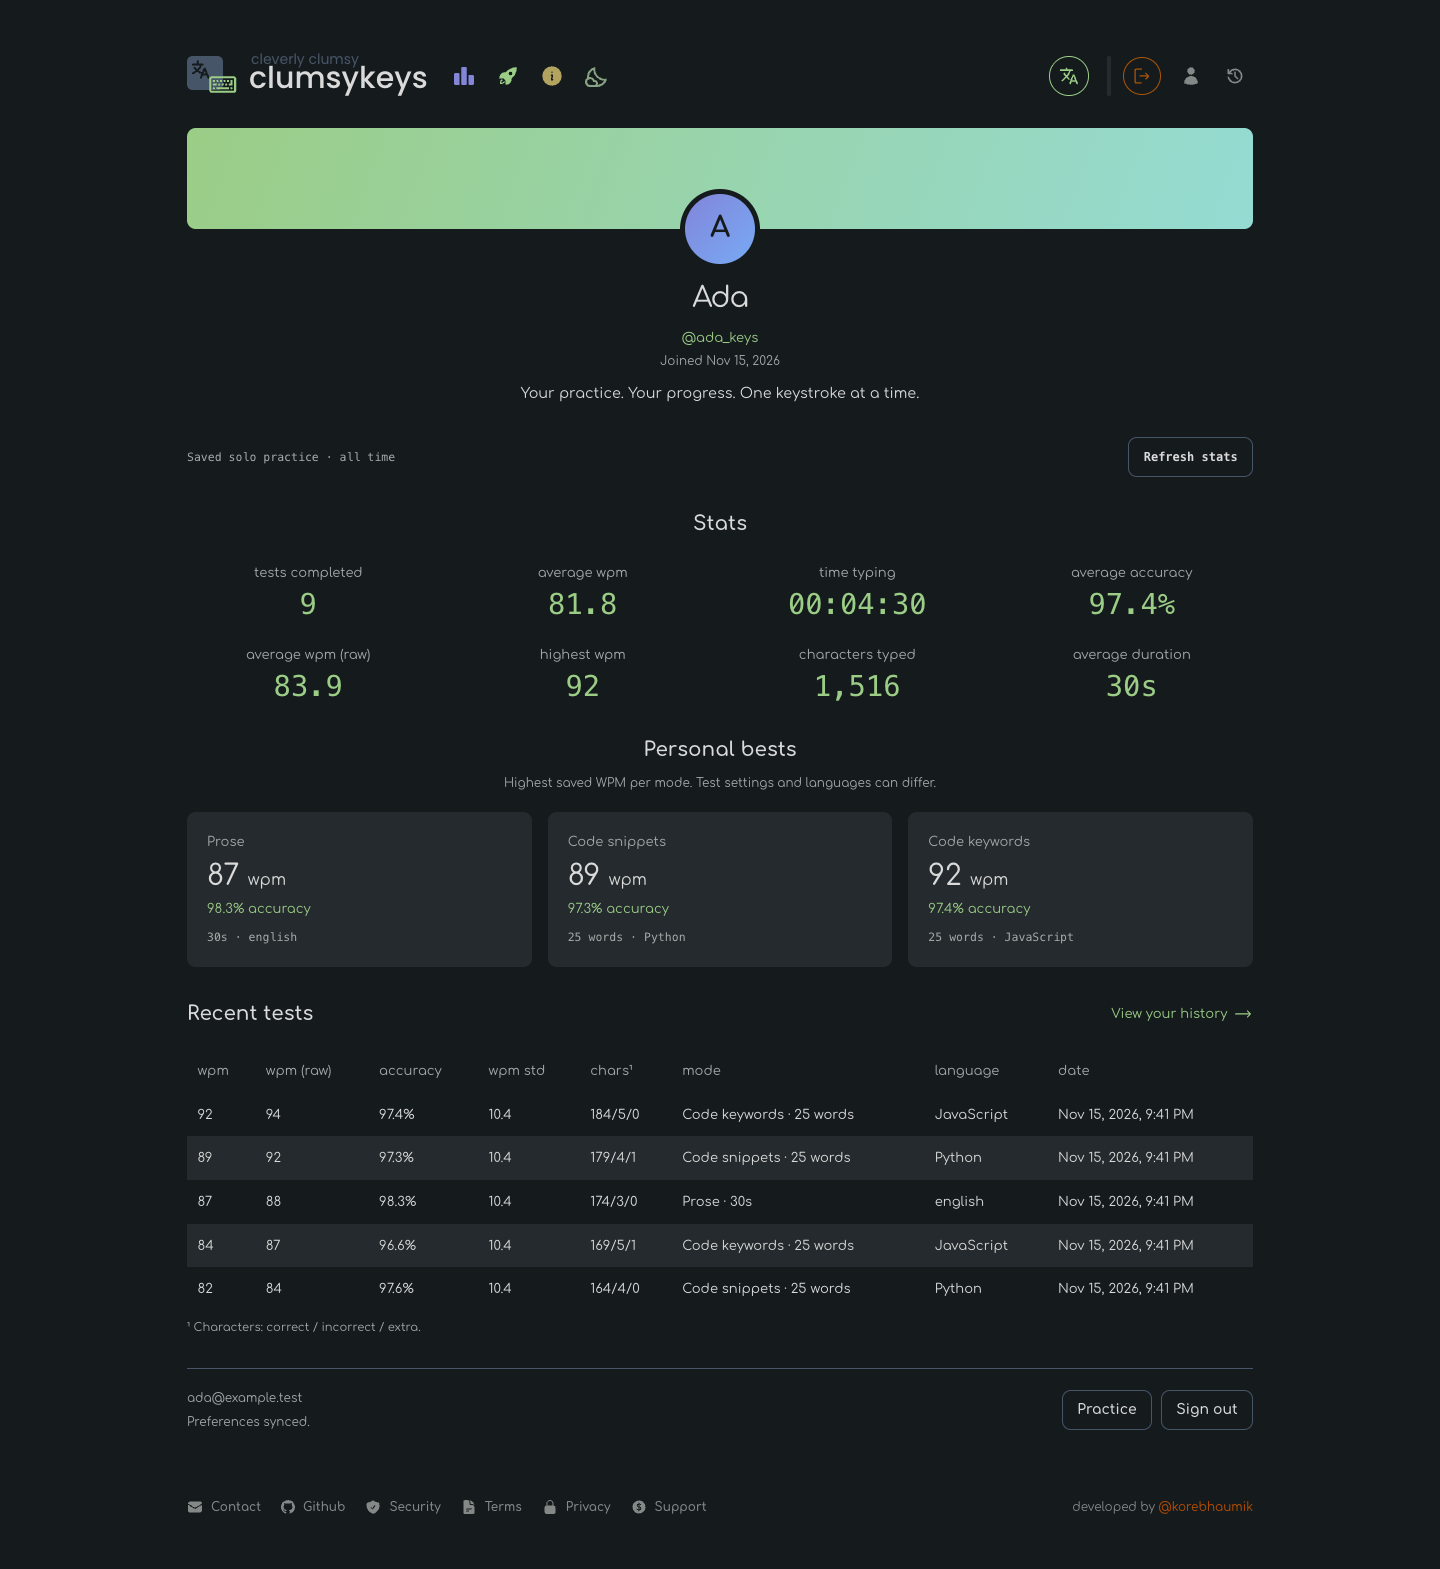 cleverly clumsy
clumsykeys
A
Ada
@ada_keys
Joined Nov 15, 2026
Your practice. Your progress. One keystroke at a time.
Saved solo practice · all time
Refresh stats
Stats
tests completed average wpm time typing average accuracy
9 81.8 00:04:30 97.4%
average wpm (raw) highest wpm characters typed average duration
83.9 92 1,516 30s
Personal bests
Highest saved WPM per mode. Test settings and languages can differ.
Prose
87 wpm
98.3% accuracy
30s · english
Code snippets
89 wpm
97.3% accuracy
25 words · Python
Code keywords
92 wpm
97.4% accuracy
25 words · JavaScript
Recent tests
View your history →
wpm wpm (raw) accuracy wpm std chars¹ mode language date
92 94 97.4% 10.4 184/5/0 Code keywords · 25 words JavaScript Nov 15, 2026, 9:41 PM
89 92 97.3% 10.4 179/4/1 Code snippets · 25 words Python Nov 15, 2026, 9:41 PM
87 88 98.3% 10.4 174/3/0 Prose · 30s english Nov 15, 2026, 9:41 PM
84 87 96.6% 10.4 169/5/1 Code keywords · 25 words JavaScript Nov 15, 2026, 9:41 PM
82 84 97.6% 10.4 164/4/0 Code snippets · 25 words Python Nov 15, 2026, 9:41 PM
¹ Characters: correct / incorrect / extra.
ada@example.test
Preferences synced.
Practice
Sign out
Contact Github Security Terms Privacy Support
developed by @korebhaumik